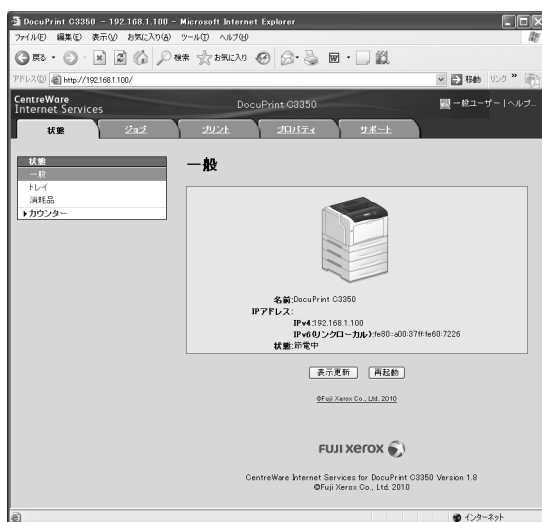 DocuPrint C3350 - 192.168.1.100 - Microsoft Internet Explorer
ファイル(F) 編集(E) 表示(V) お気に入り(A) ツール(T) ヘルプ(H)
戻る 検索 お気に入り
アドレス(D) http://192.168.1.100/ 移動 リンク »
CentreWare
Internet Services
DocuPrint C3350
一般ユーザー | ヘルプ...
状態 ジョブ プリント プロパティ サポート
状態
一般
トレイ
消耗品
カウンター
一般
名前:DocuPrint C3350
IPアドレス:
IPv4:192.168.1.100
IPv6(リンクローカル):fe80::a00:37ff:fe60:7226
状態:節電中
表示更新 再起動
©Fuji Xerox Co., Ltd. 2010
FUJI xerox
CentreWare Internet Services for DocuPrint C3350 Version 1.8
©Fuji Xerox Co., Ltd. 2010
インターネット